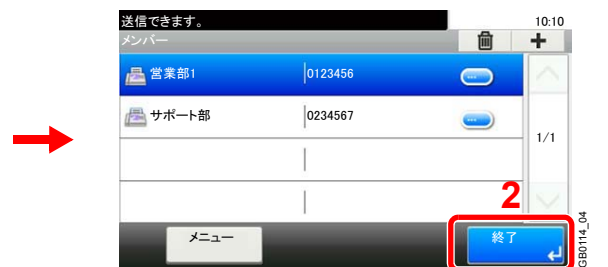 送信できます。
10:10
メンバー
営業部1 0123456
サポート部 0234567
1/1
2
メニュー
終了
GB0114_04